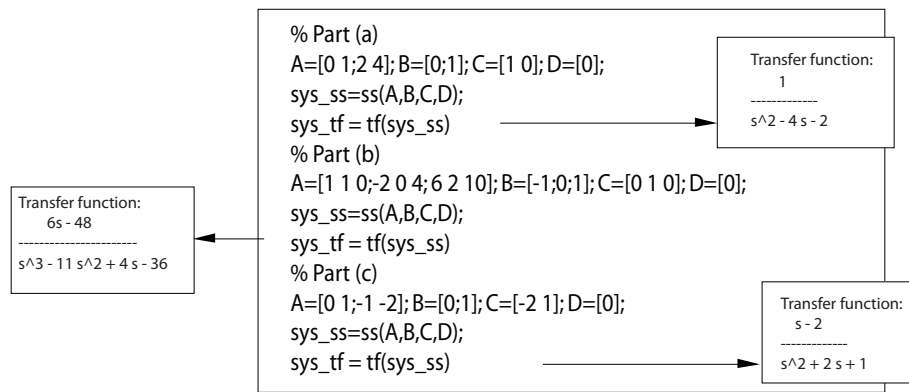 % Part (a)
A=[0 1;2 4]; B=[0;1]; C=[1 0]; D=[0];
sys_ss=ss(A,B,C,D);
sys_tf = tf(sys_ss)
Transfer function:
1
-------------
s^2 - 4 s - 2
% Part (b)
A=[1 1 0;-2 0 4;6 2 10]; B=[-1;0;1]; C=[0 1 0]; D=[0];
sys_ss=ss(A,B,C,D);
sys_tf = tf(sys_ss)
Transfer function:
6s - 48
------------------------
s^3 - 11 s^2 + 4 s - 36
% Part (c)
A=[0 1;-1 -2]; B=[0;1]; C=[-2 1]; D=[0];
sys_ss=ss(A,B,C,D);
sys_tf = tf(sys_ss)
Transfer function:
s - 2
-------------
s^2 + 2 s + 1